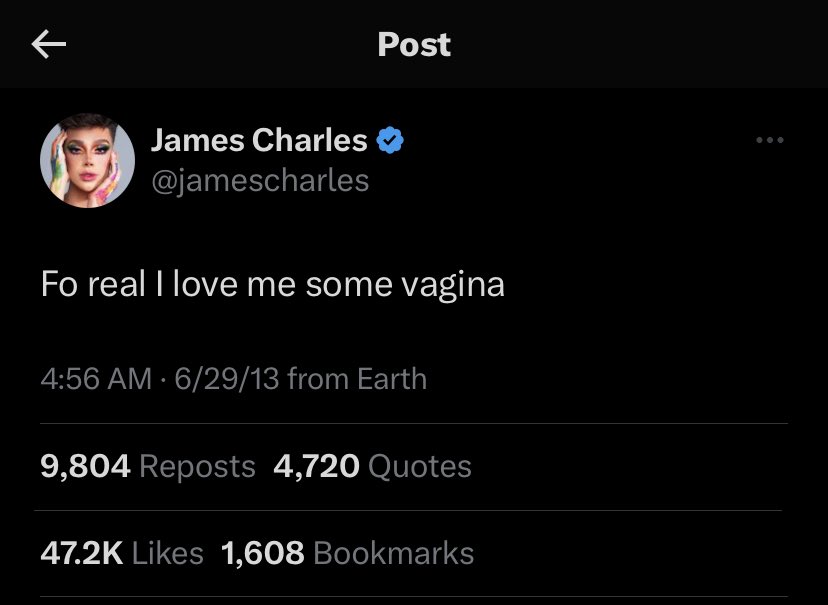 Post
James Charles
@jamescharles
Fo real I love me some vagina
4:56 AM · 6/29/13 from Earth
9,804 Reposts 4,720 Quotes
47.2K Likes 1,608 Bookmarks